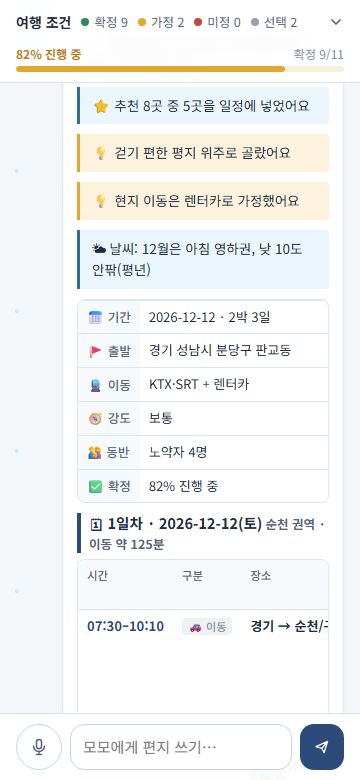 여행 조건 확정 9 가정 2 미정 0 선택 2
82% 진행 중 확정 9/11
추천 8곳 중 5곳을 일정에 넣었어요
걷기 편한 평지 위주로 골랐어요
현지 이동은 렌터카로 가정했어요
날씨: 12월은 아침 영하권, 낮 10도
안팎(평년)
기간 2026-12-12 · 2박 3일
출발 경기 성남시 분당구 판교동
이동 KTX·SRT + 렌터카
강도 보통
동반 노약자 4명
확정 82% 진행 중
1일차 · 2026-12-12(토) 순천 권역 ·
이동 약 125분
시간 구분 장소
07:30–10:10 이동 경기 → 순천/
모모에게 편지 쓰기…